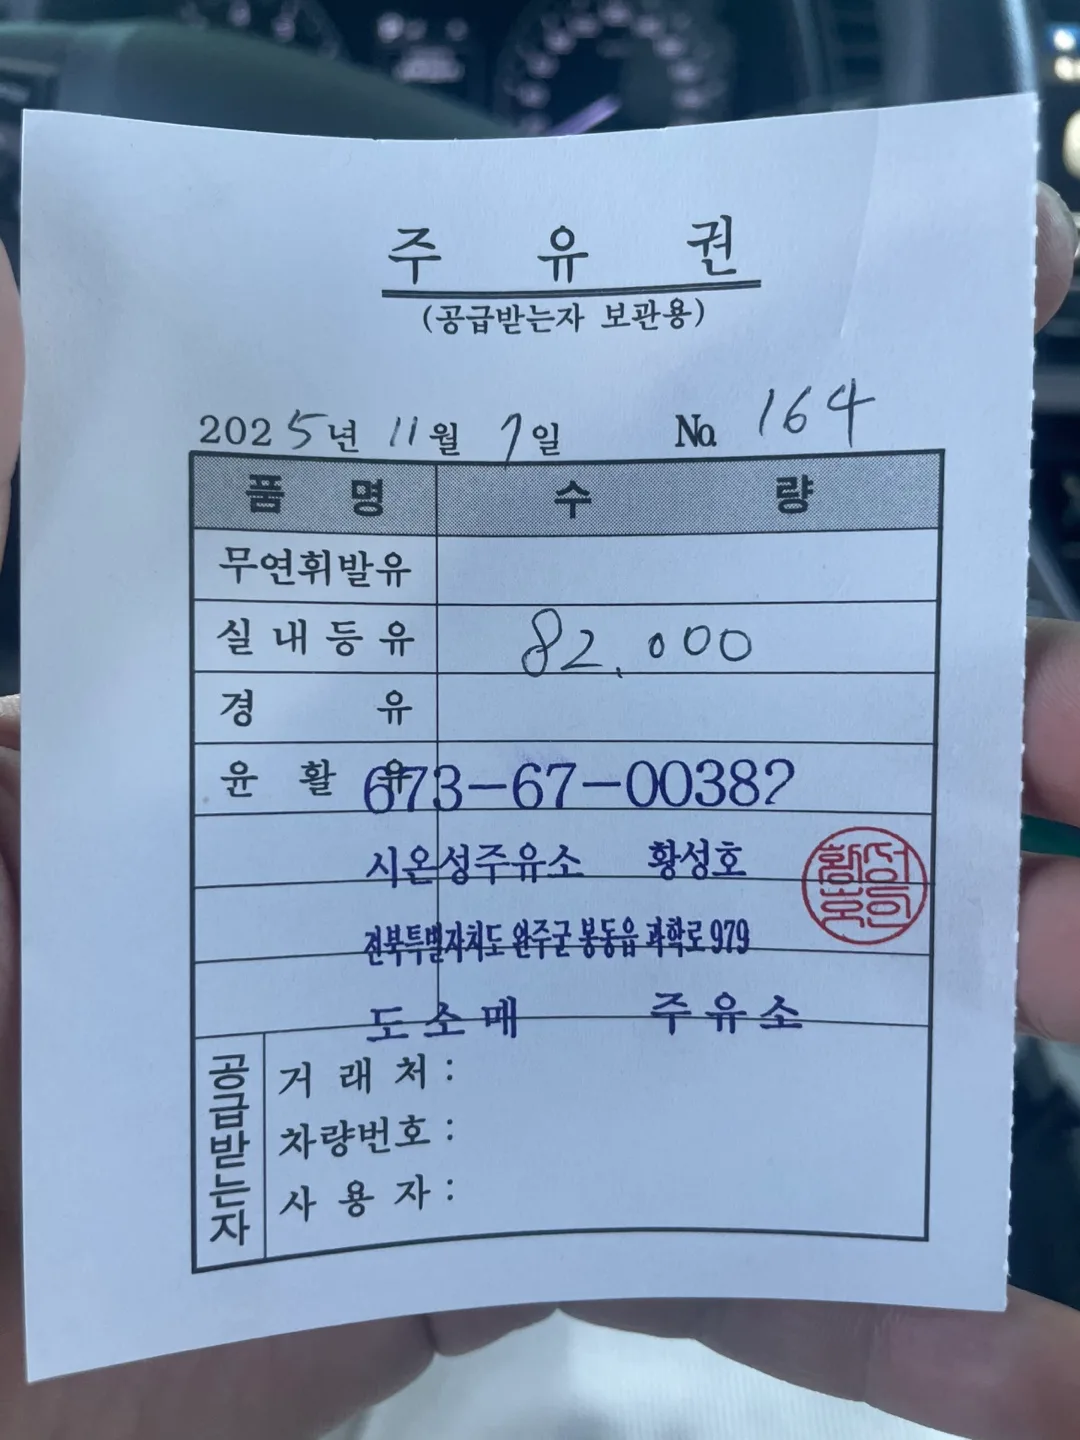 주 유 권
(공급받는자 보관용)
2025년 11월 7일 No. 164
품 명 수 량
무연휘발유
실내등유 82,000
경 유
윤 활 유
673-67-00382
시온성주유소 황성호
전북특별자치도 완주군 봉동읍 과학로 979
도소매 주유소
공급받는자
거 래 처 :
차량번호 :
사 용 자 :